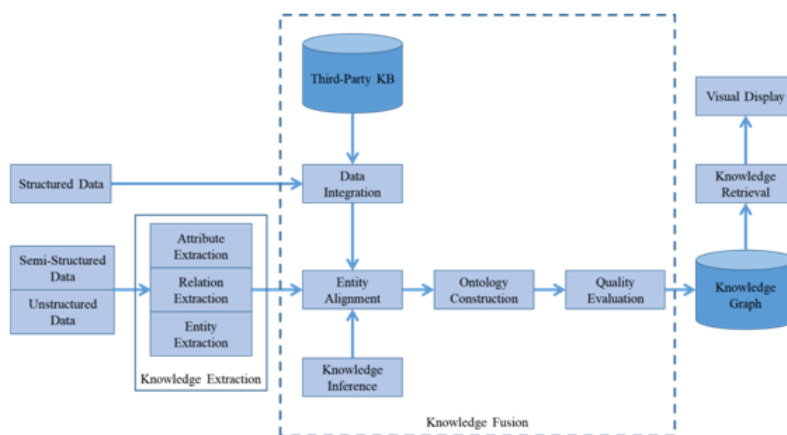 Third-Party KB
Visual Display
Structured Data
Data
Integration
Knowledge
Retrieval
Attribute
Extraction
Semi-Structured
Data
Unstructured
Data
Relation
Extraction
Entity
Extraction
Knowledge Extraction
Entity
Alignment
Ontology
Construction
Quality
Evaluation
Knowledge
Graph
Knowledge
Inference
Knowledge Fusion